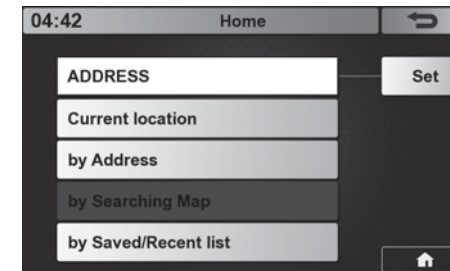 04:42 Home
ADDRESS Set
Current location
by Address
by Searching Map
by Saved/Recent list